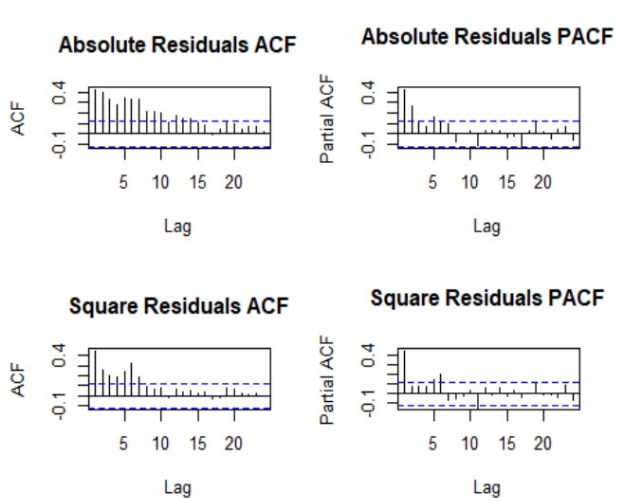 Absolute Residuals ACF
ACF
0.4
-0.1
5 10 15 20
Lag
Absolute Residuals PACF
Partial ACF
0.4
-0.1
5 10 15 20
Lag
Square Residuals ACF
ACF
0.4
-0.1
5 10 15 20
Lag
Square Residuals PACF
Partial ACF
0.4
-0.1
5 10 15 20
Lag